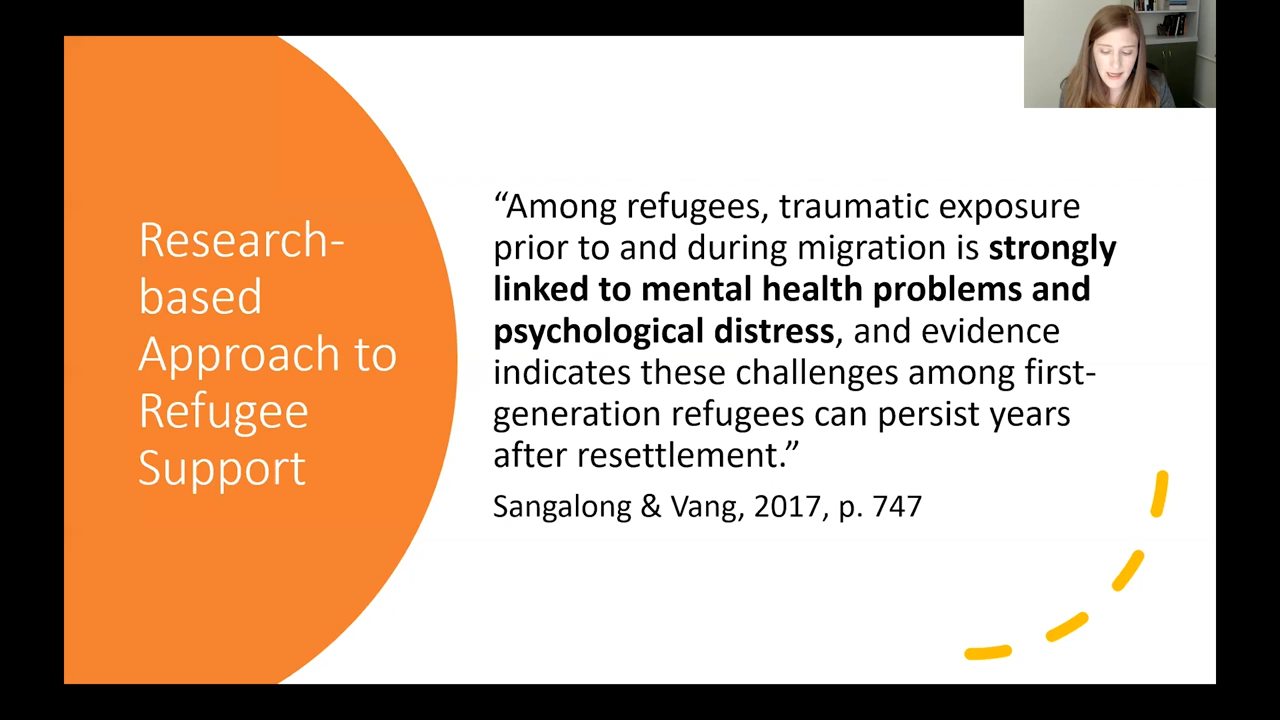 Research-
based
Approach to
Refugee
Support
“Among refugees, traumatic exposure
prior to and during migration is strongly
linked to mental health problems and
psychological distress, and evidence
indicates these challenges among first-
generation refugees can persist years
after resettlement.”
Sangalong & Vang, 2017, p. 747